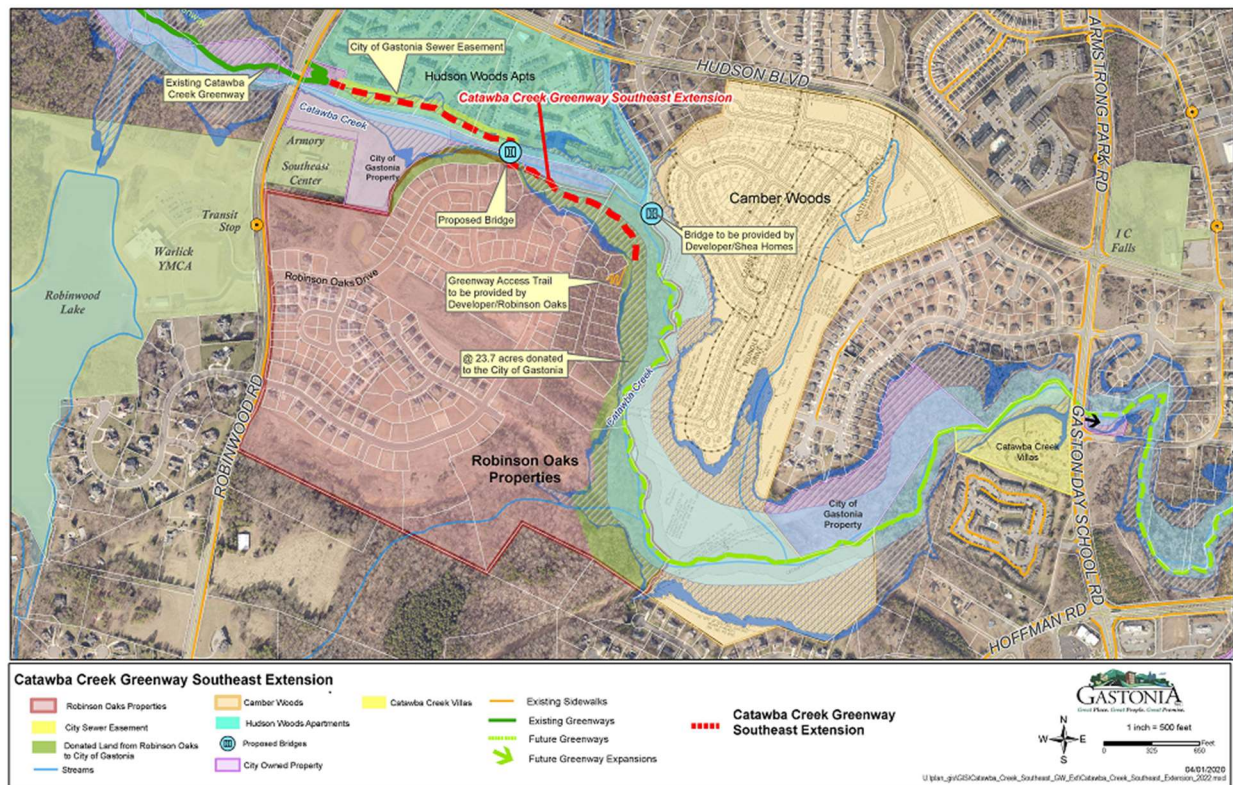 City of Gastonia Sewer Easement
HUDSON BLVD
ARMSTRONG PARK RD
Existing Catawba
Creek Greenway
Hudson Woods Apts
Catawba Creek Greenway Southeast Extension
Catawba Creek
Armory
Southeast
Center
City of
Gastonia
Property
Camber Woods
Proposed Bridge
Bridge to be provided by
Developer/Shea Homes
Transit
Stop
I C
Falls
Warlick
YMCA
Robinson Oaks Drive
Greenway Access Trail
to be provided by
Developer/Robinson Oaks
Robinwood
Lake
@ 23.7 acres donated
to the City of Gastonia
Catawba Creek
ROBINWOOD RD
Robinson Oaks
Properties
Catawba Creek
Villas
City of
Gastonia
Property
GASTON DAY SCHOOL RD
HOFFMAN RD
Catawba Creek Greenway Southeast Extension
Robinson Oaks Properties
City Sewer Easement
Donated Land from Robinson Oaks
to City of Gastonia
Streams
Camber Woods
Hudson Woods Apartments
Proposed Bridges
City Owned Property
Catawba Creek Villas
Existing Sidewalks
Existing Greenways
Future Greenways
Future Greenway Expansions
Catawba Creek Greenway
Southeast Extension
GASTONIA
Great Place. Great People. Great Promise.
N
W E
S
1 inch = 500 feet
0 325 650 Feet
04/01/2020